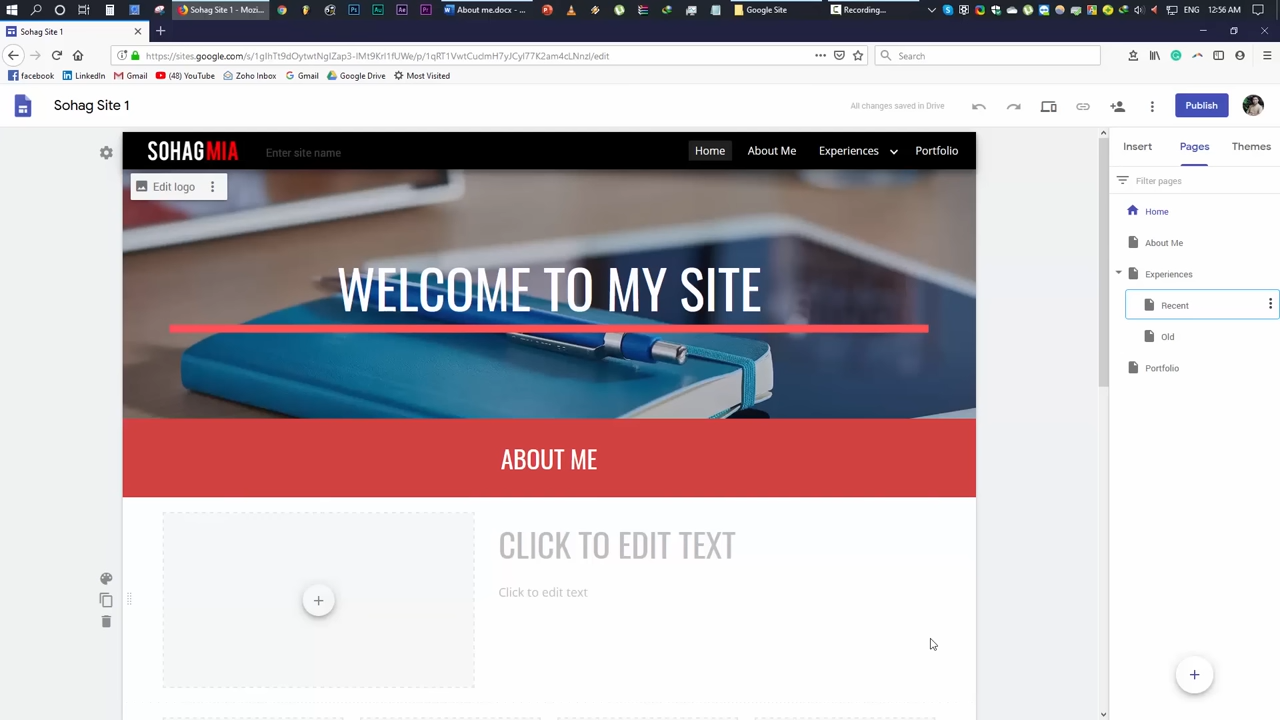 Sohag Site 1 - Mozi...
About me.docx - ...
Google Site
Recording...
ENG
12:56 AM
Sohag Site 1
https://sites.google.com/s/1gIhTt9dOytwtNgIZap3-IMt9KrI1fUWe/p/1qRT1VwtCudmH7yJCyl77K2am4cLNnzI/edit
Search
facebook
LinkedIn
Gmail
(48) YouTube
Zoho Inbox
Gmail
Google Drive
Most Visited
Sohag Site 1
All changes saved in Drive
Publish
SOHAGMIA
Enter site name
Home
About Me
Experiences
Portfolio
Insert
Pages
Themes
Edit logo
Filter pages
Home
About Me
Experiences
Recent
Old
Portfolio
WELCOME TO MY SITE
ABOUT ME
CLICK TO EDIT TEXT
Click to edit text